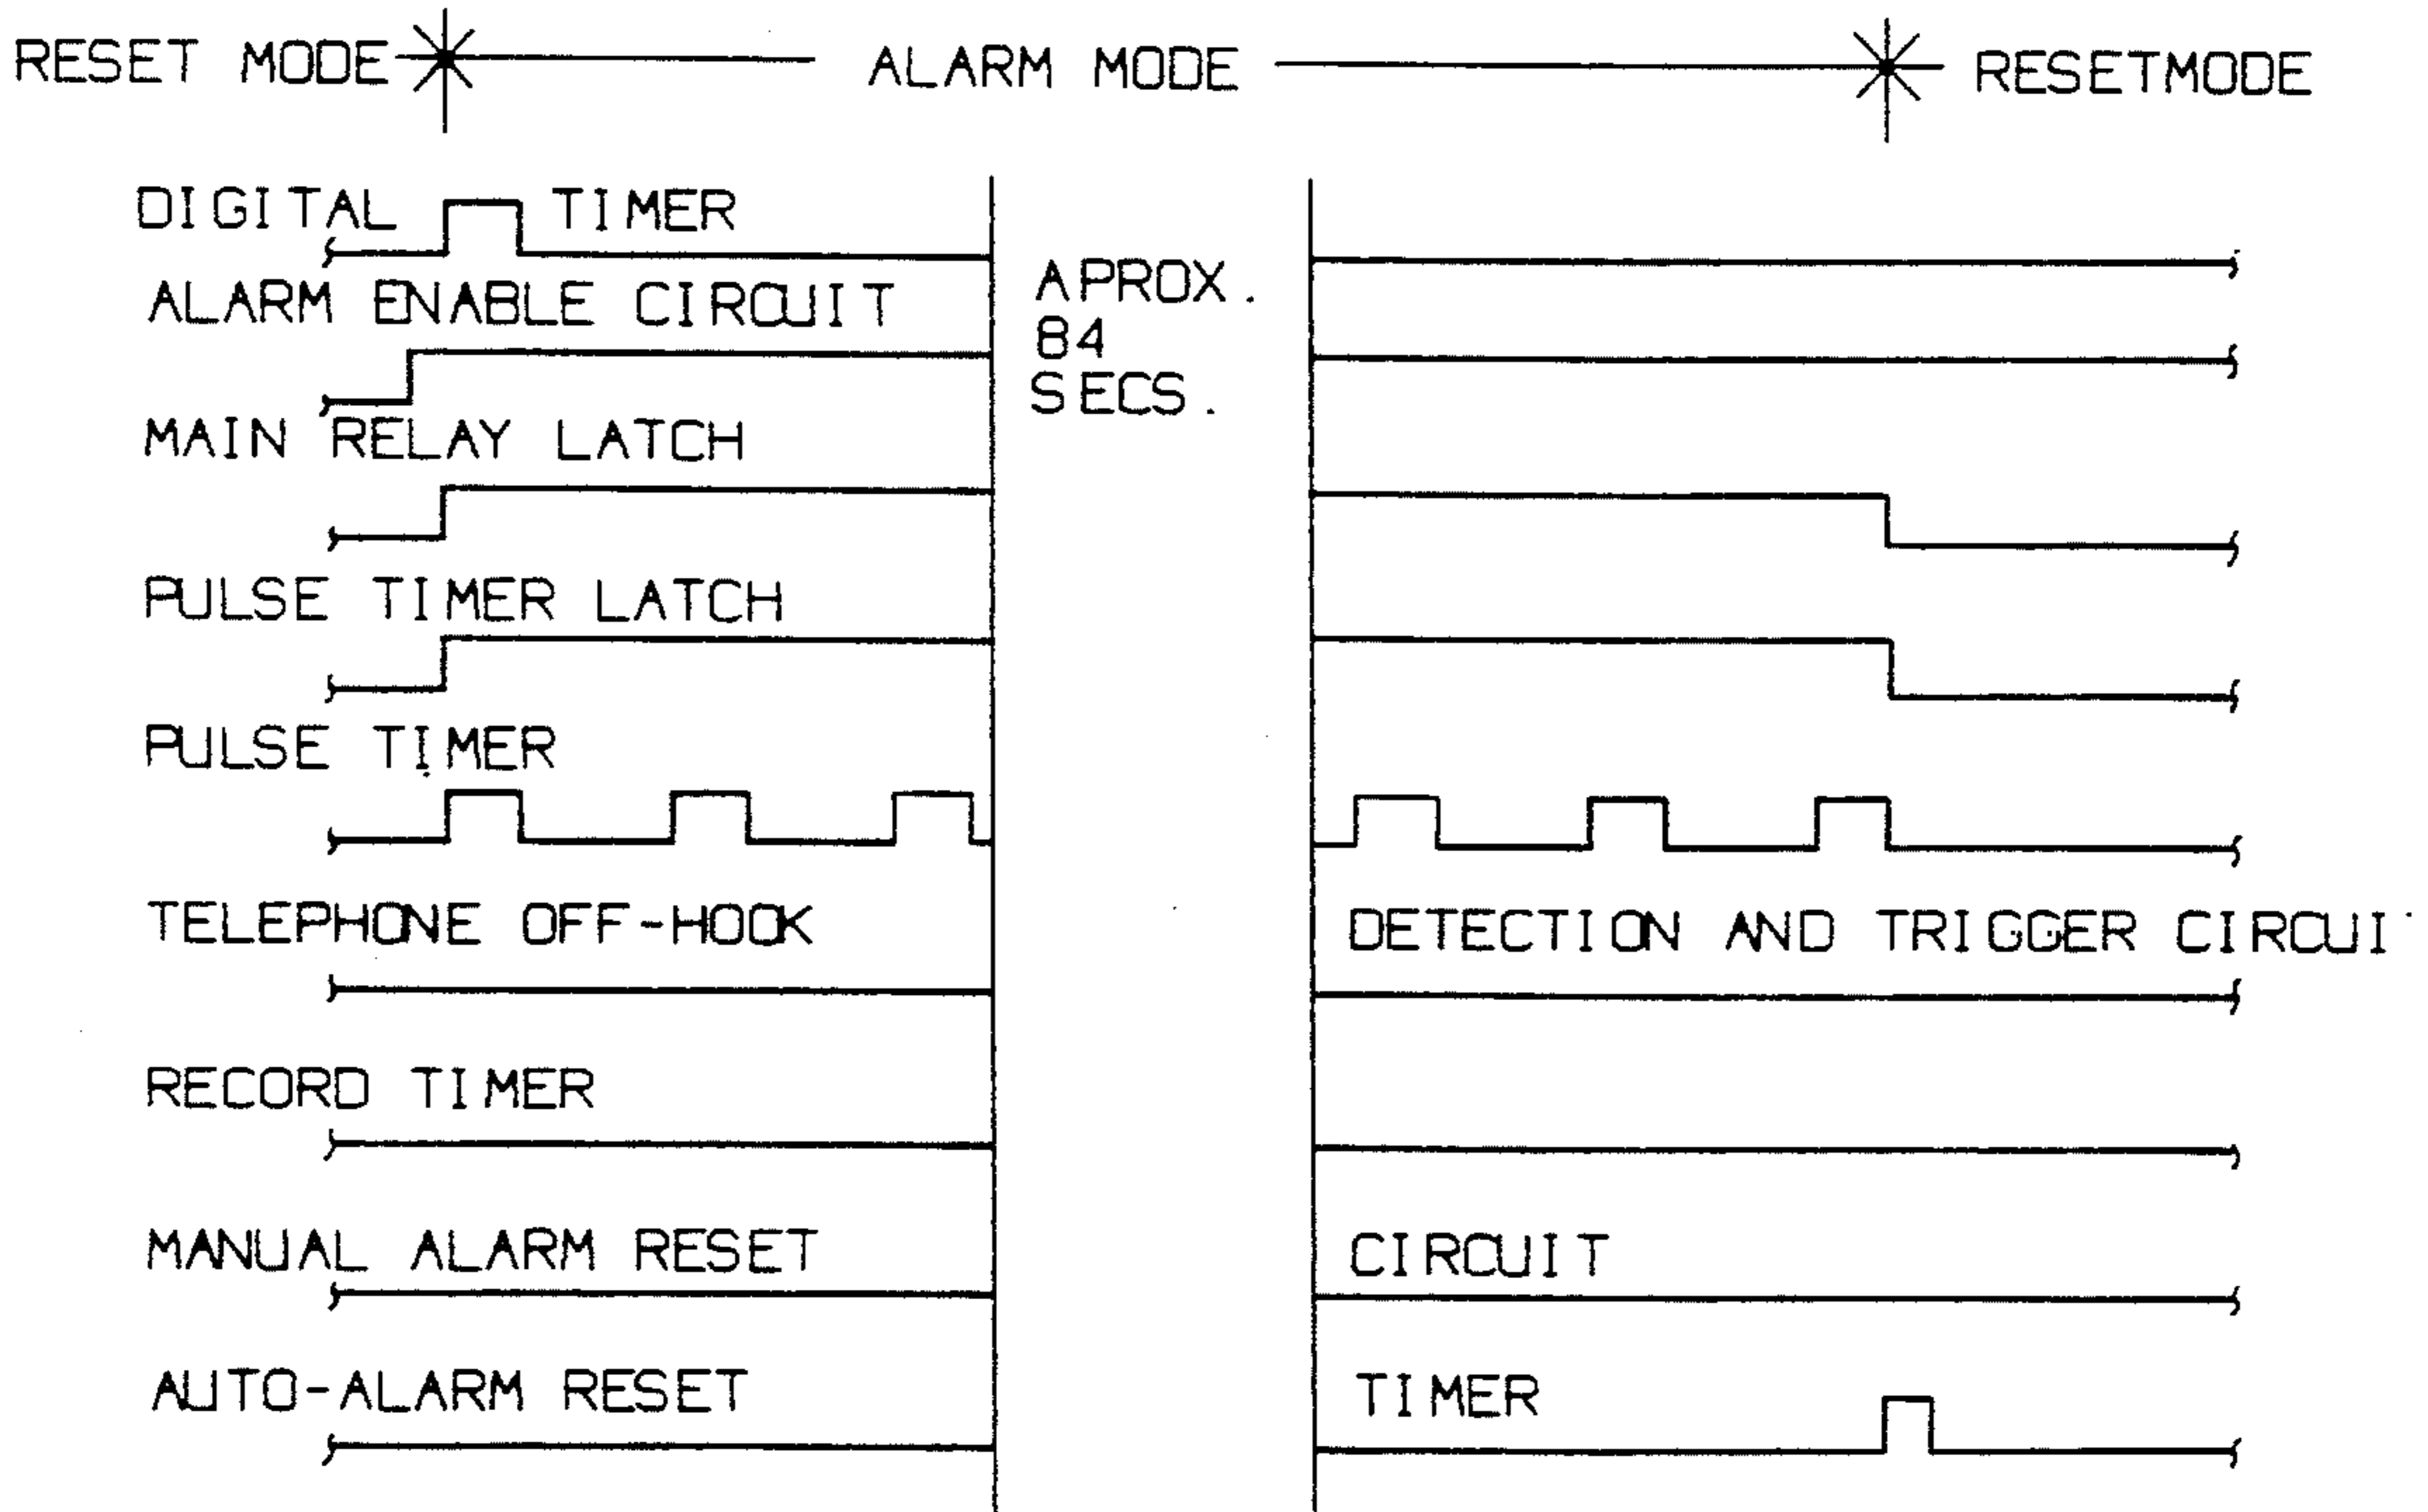 RESET MODE ALARM MODE RESETMODE
DIGITAL TIMER
ALARM ENABLE CIRCUIT
APROX.
84
SECS.
MAIN RELAY LATCH
PULSE TIMER LATCH
PULSE TIMER
TELEPHONE OFF-HOOK DETECTION AND TRIGGER CIRCUIT
RECORD TIMER
MANUAL ALARM RESET CIRCUIT
AUTO-ALARM RESET TIMER